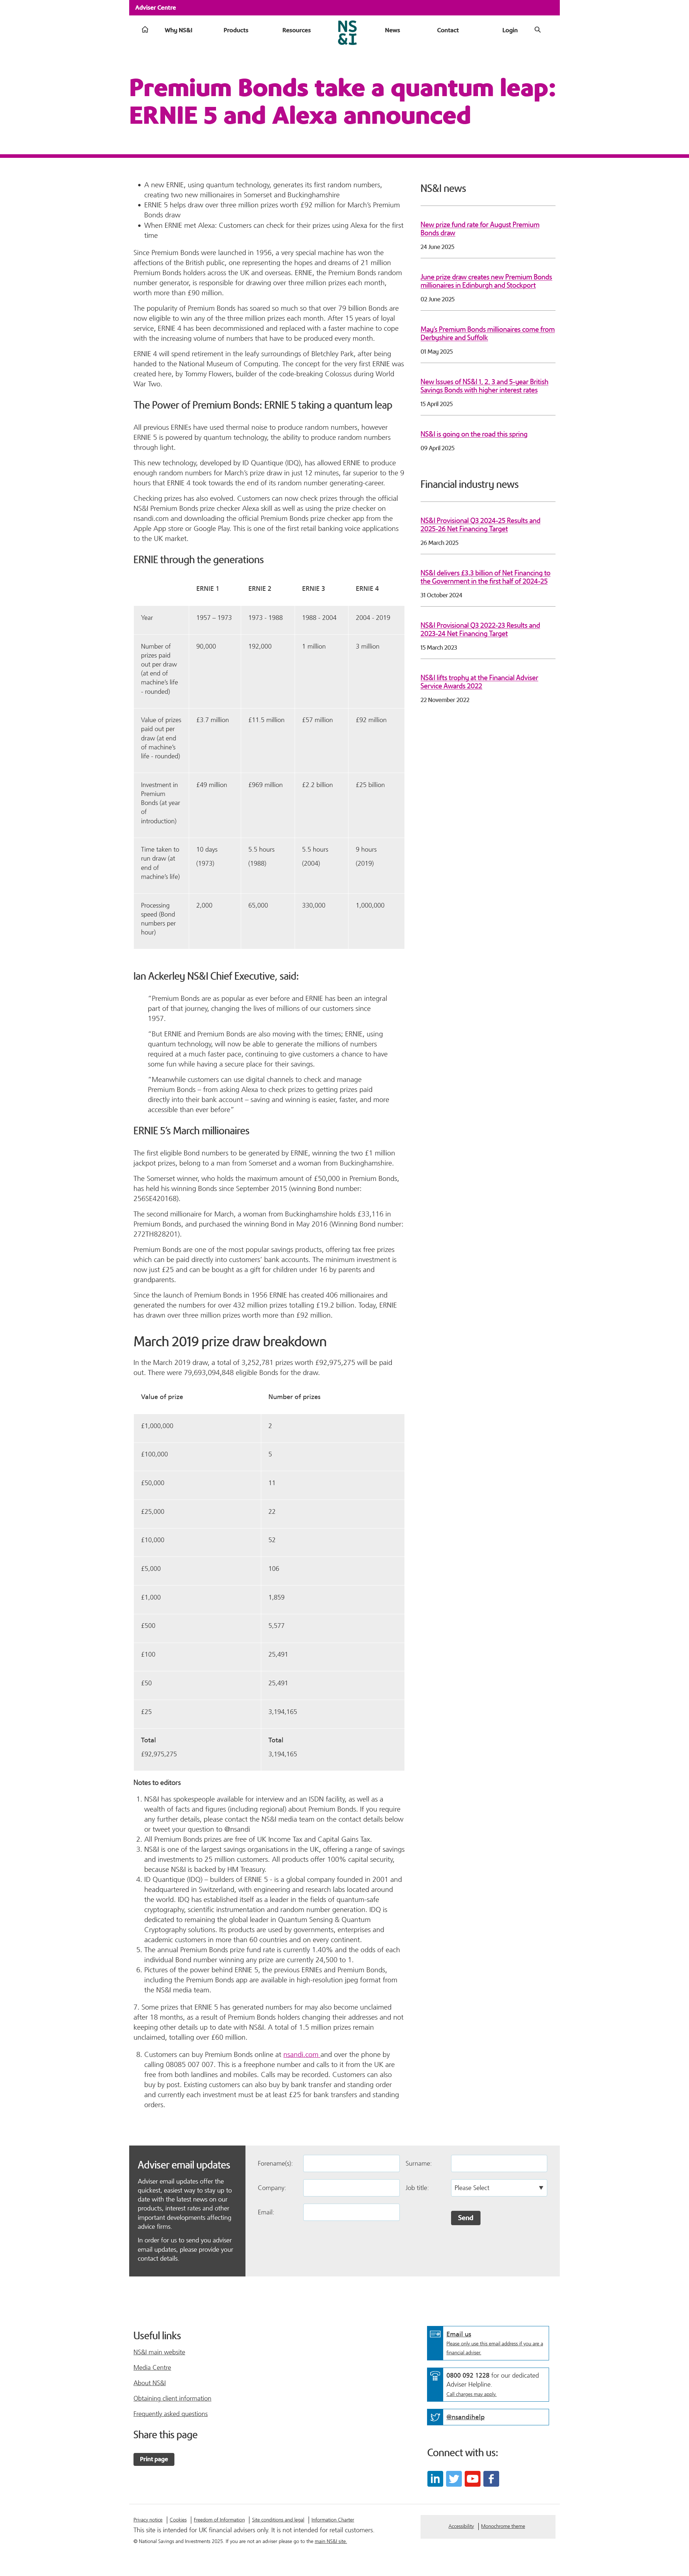 Adviser Centre
Why NS&I
Products
Resources
NS
&I
News
Contact
Login
Premium Bonds take a quantum leap:
ERNIE 5 and Alexa announced
• A new ERNIE, using quantum technology, generates its first random numbers,
creating two new millionaires in Somerset and Buckinghamshire
• ERNIE 5 helps draw over three million prizes worth £92 million for March's Premium
Bonds draw
• When ERNIE met Alexa: Customers can check for their prizes using Alexa for the first
time
Since Premium Bonds were launched in 1956, a very special machine has won the
affections of the British public, one representing the hopes and dreams of 21 million
Premium Bonds holders across the UK and overseas. ERNIE, the Premium Bonds random
number generator, is responsible for drawing over three million prizes each month,
worth more than £90 million.
The popularity of Premium Bonds has soared so much so that over 79 billion Bonds are
now eligible to win any of the three million prizes each month. After 15 years of loyal
service, ERNIE 4 has been decommissioned and replaced with a faster machine to cope
with the increasing volume of numbers that have to be produced every month.
ERNIE 4 will spend retirement in the leafy surroundings of Bletchley Park, after being
handed to the National Museum of Computing. The concept for the very first ERNIE was
created here, by Tommy Flowers, builder of the code-breaking Colossus during World
War Two.
The Power of Premium Bonds: ERNIE 5 taking a quantum leap
All previous ERNIEs have used thermal noise to produce random numbers, however
ERNIE 5 is powered by quantum technology, the ability to produce random numbers
through light.
This new technology, developed by ID Quantique (IDQ), has allowed ERNIE to produce
enough random numbers for March's prize draw in just 12 minutes, far superior to the 9
hours that ERNIE 4 took towards the end of its random number generating-career.
Checking prizes has also evolved. Customers can now check prizes through the official
NS&I Premium Bonds prize checker Alexa skill as well as using the prize checker on
nsandi.com and downloading the official Premium Bonds prize checker app from the
Apple App store or Google Play. This is one of the first retail banking voice applications
to the UK market.
ERNIE through the generations
ERNIE 1 ERNIE 2 ERNIE 3 ERNIE 4
Year 1957 – 1973 1973 - 1988 1988 - 2004 2004 - 2019
Number of 90,000 192,000 1 million 3 million
prizes paid
out per draw
(at end of
machine's life
- rounded)
Value of prizes £3.7 million £11.5 million £57 million £92 million
paid out per
draw (at end
of machine's
life - rounded)
Investment in £49 million £969 million £2.2 billion £25 billion
Premium
Bonds (at year
of
introduction)
Time taken to 10 days 5.5 hours 5.5 hours 9 hours
run draw (at (1973) (1988) (2004) (2019)
end of
machine's life)
Processing 2,000 65,000 330,000 1,000,000
speed (Bond
numbers per
hour)
Ian Ackerley NS&I Chief Executive, said:
"Premium Bonds are as popular as ever before and ERNIE has been an integral
part of that journey, changing the lives of millions of our customers since
1957.
"But ERNIE and Premium Bonds are also moving with the times; ERNIE, using
quantum technology, will now be able to generate the millions of numbers
required at a much faster pace, continuing to give customers a chance to have
some fun while having a secure place for their savings.
"Meanwhile customers can use digital channels to check and manage
Premium Bonds – from asking Alexa to check prizes to getting prizes paid
directly into their bank account – saving and winning is easier, faster, and more
accessible than ever before"
ERNIE 5's March millionaires
The first eligible Bond numbers to be generated by ERNIE, winning the two £1 million
jackpot prizes, belong to a man from Somerset and a woman from Buckinghamshire.
The Somerset winner, who holds the maximum amount of £50,000 in Premium Bonds,
has held his winning Bonds since September 2015 (winning Bond number:
256SE420168).
The second millionaire for March, a woman from Buckinghamshire holds £33,116 in
Premium Bonds, and purchased the winning Bond in May 2016 (Winning Bond number:
272TH828201).
Premium Bonds are one of the most popular savings products, offering tax free prizes
which can be paid directly into customers' bank accounts. The minimum investment is
now just £25 and can be bought as a gift for children under 16 by parents and
grandparents.
Since the launch of Premium Bonds in 1956 ERNIE has created 406 millionaires and
generated the numbers for over 432 million prizes totalling £19.2 billion. Today, ERNIE
has drawn over three million prizes worth more than £92 million.
March 2019 prize draw breakdown
In the March 2019 draw, a total of 3,252,781 prizes worth £92,975,275 will be paid
out. There were 79,693,094,848 eligible Bonds for the draw.
Value of prize Number of prizes
£1,000,000 2
£100,000 5
£50,000 11
£25,000 22
£10,000 52
£5,000 106
£1,000 1,859
£500 5,577
£100 25,491
£50 25,491
£25 3,194,165
Total Total
£92,975,275 3,194,165
Notes to editors
1. NS&I has spokespeople available for interview and an ISDN facility, as well as a
wealth of facts and figures (including regional) about Premium Bonds. If you require
any further details, please contact the NS&I media team on the contact details below
or tweet your question to @nsandi
2. All Premium Bonds prizes are free of UK Income Tax and Capital Gains Tax.
3. NS&I is one of the largest savings organisations in the UK, offering a range of savings
and investments to 25 million customers. All products offer 100% capital security,
because NS&I is backed by HM Treasury.
4. ID Quantique (IDQ) – builders of ERNIE 5 - is a global company founded in 2001 and
headquartered in Switzerland, with engineering and research labs located around
the world. IDQ has established itself as a leader in the fields of quantum-safe
cryptography, scientific instrumentation and random number generation. IDQ is
dedicated to remaining the global leader in Quantum Sensing & Quantum
Cryptography solutions. Its products are used by governments, enterprises and
academic customers in more than 60 countries and on every continent.
5. The annual Premium Bonds prize fund rate is currently 1.40% and the odds of each
individual Bond number winning any prize are currently 24,500 to 1.
6. Pictures of the power behind ERNIE 5, the previous ERNIEs and Premium Bonds,
including the Premium Bonds app are available in high-resolution jpeg format from
the NS&I media team.
7. Some prizes that ERNIE 5 has generated numbers for may also become unclaimed
after 18 months, as a result of Premium Bonds holders changing their addresses and not
keeping other details up to date with NS&I. A total of 1.5 million prizes remain
unclaimed, totalling over £60 million.
8. Customers can buy Premium Bonds online at nsandi.com and over the phone by
calling 08085 007 007. This is a freephone number and calls to it from the UK are
free from both landlines and mobiles. Calls may be recorded. Customers can also
buy by post. Existing customers can also buy by bank transfer and standing order
and currently each investment must be at least £25 for bank transfers and standing
orders.
NS&I news
New prize fund rate for August Premium
Bonds draw
24 June 2025
June prize draw creates new Premium Bonds
millionaires in Edinburgh and Stockport
02 June 2025
May's Premium Bonds millionaires come from
Derbyshire and Suffolk
01 May 2025
New Issues of NS&I 1, 2, 3 and 5-year British
Savings Bonds with higher interest rates
15 April 2025
NS&I is going on the road this spring
09 April 2025
Financial industry news
NS&I Provisional Q3 2024-25 Results and
2025-26 Net Financing Target
26 March 2025
NS&I delivers £3.3 billion of Net Financing to
the Government in the first half of 2024-25
31 October 2024
NS&I Provisional Q3 2022-23 Results and
2023-24 Net Financing Target
15 March 2023
NS&I lifts trophy at the Financial Adviser
Service Awards 2022
22 November 2022
Adviser email updates
Adviser email updates offer the
quickest, easiest way to stay up to
date with the latest news on our
products, interest rates and other
important developments affecting
advice firms.
In order for us to send you adviser
email updates, please provide your
contact details.
Forename(s): Surname:
Company: Job title: Please Select
Email:
Send
Useful links
NS&I main website
Media Centre
About NS&I
Obtaining client information
Frequently asked questions
Share this page
Print page
Email us
Please only use this email address if you are a
financial adviser.
0800 092 1228 for our dedicated
Adviser Helpline.
Call charges may apply.
@nsandihelp
Connect with us:
Privacy notice | Cookies | Freedom of Information | Site conditions and legal | Information Charter
This site is intended for UK financial advisers only. It is not intended for retail customers.
© National Savings and Investments 2025. If you are not an adviser please go to the main NS&I site.
Accessibility | Monochrome theme